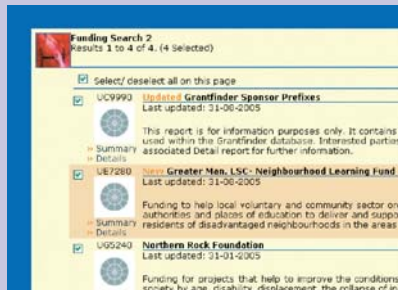 Funding Search 2
Results 1 to 4 of 4. (4 Selected)
Select/ deselect all on this page
UC9990 Updated Grantfinder Sponsor Prefixes
Last updated: 31-08-2005
This report is for information purposes only. It contains
used within the Grantfinder database. Interested parties
» Summary associated Detail report for further information.
» Details
UE7280 New Greater Man. LSC- Neighbourhood Learning Fund
Last updated: 31-08-2005
Funding to help local voluntary and community sector or
authorities and places of education to deliver and suppo
» Summary residents of disadvantaged neighbourhoods in the areas
» Details
UG5240 Northern Rock Foundation
Last updated: 31-01-2005
Funding for projects that help to improve the conditions
society by age, disability, displacement, the collapse of in